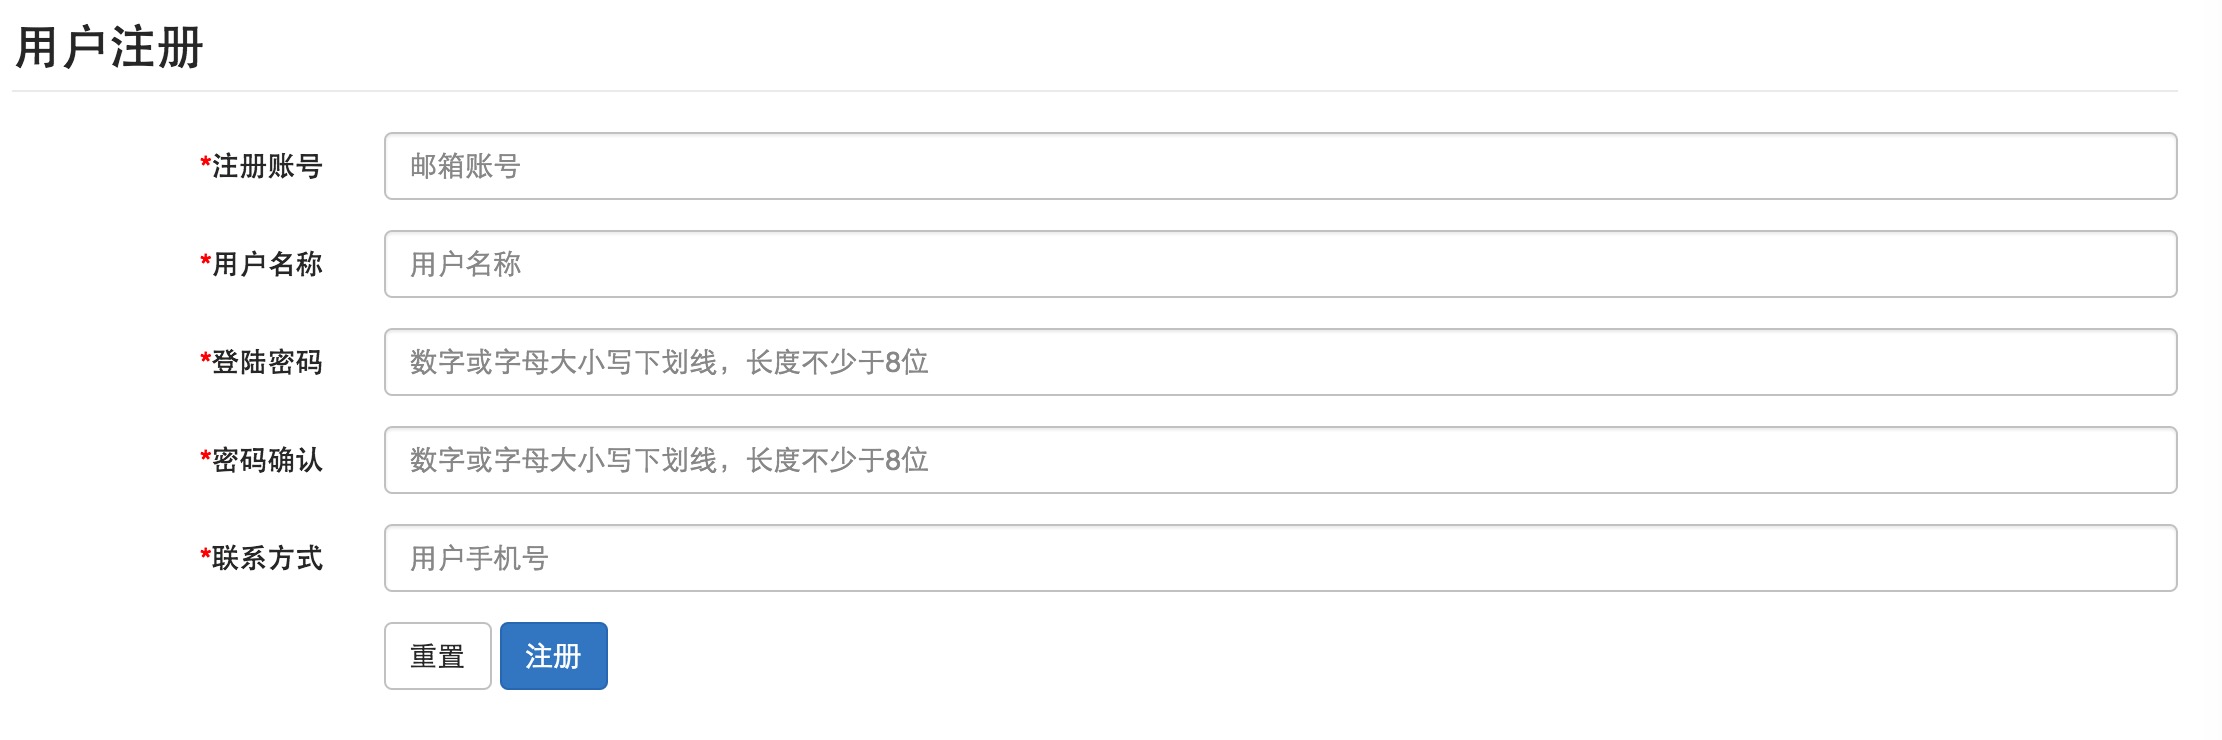 用户注册
*注册账号
邮箱账号
*用户名称
用户名称
*登陆密码
数字或字母大小写下划线，长度不少于8位
*密码确认
数字或字母大小写下划线，长度不少于8位
*联系方式
用户手机号
重置
注册